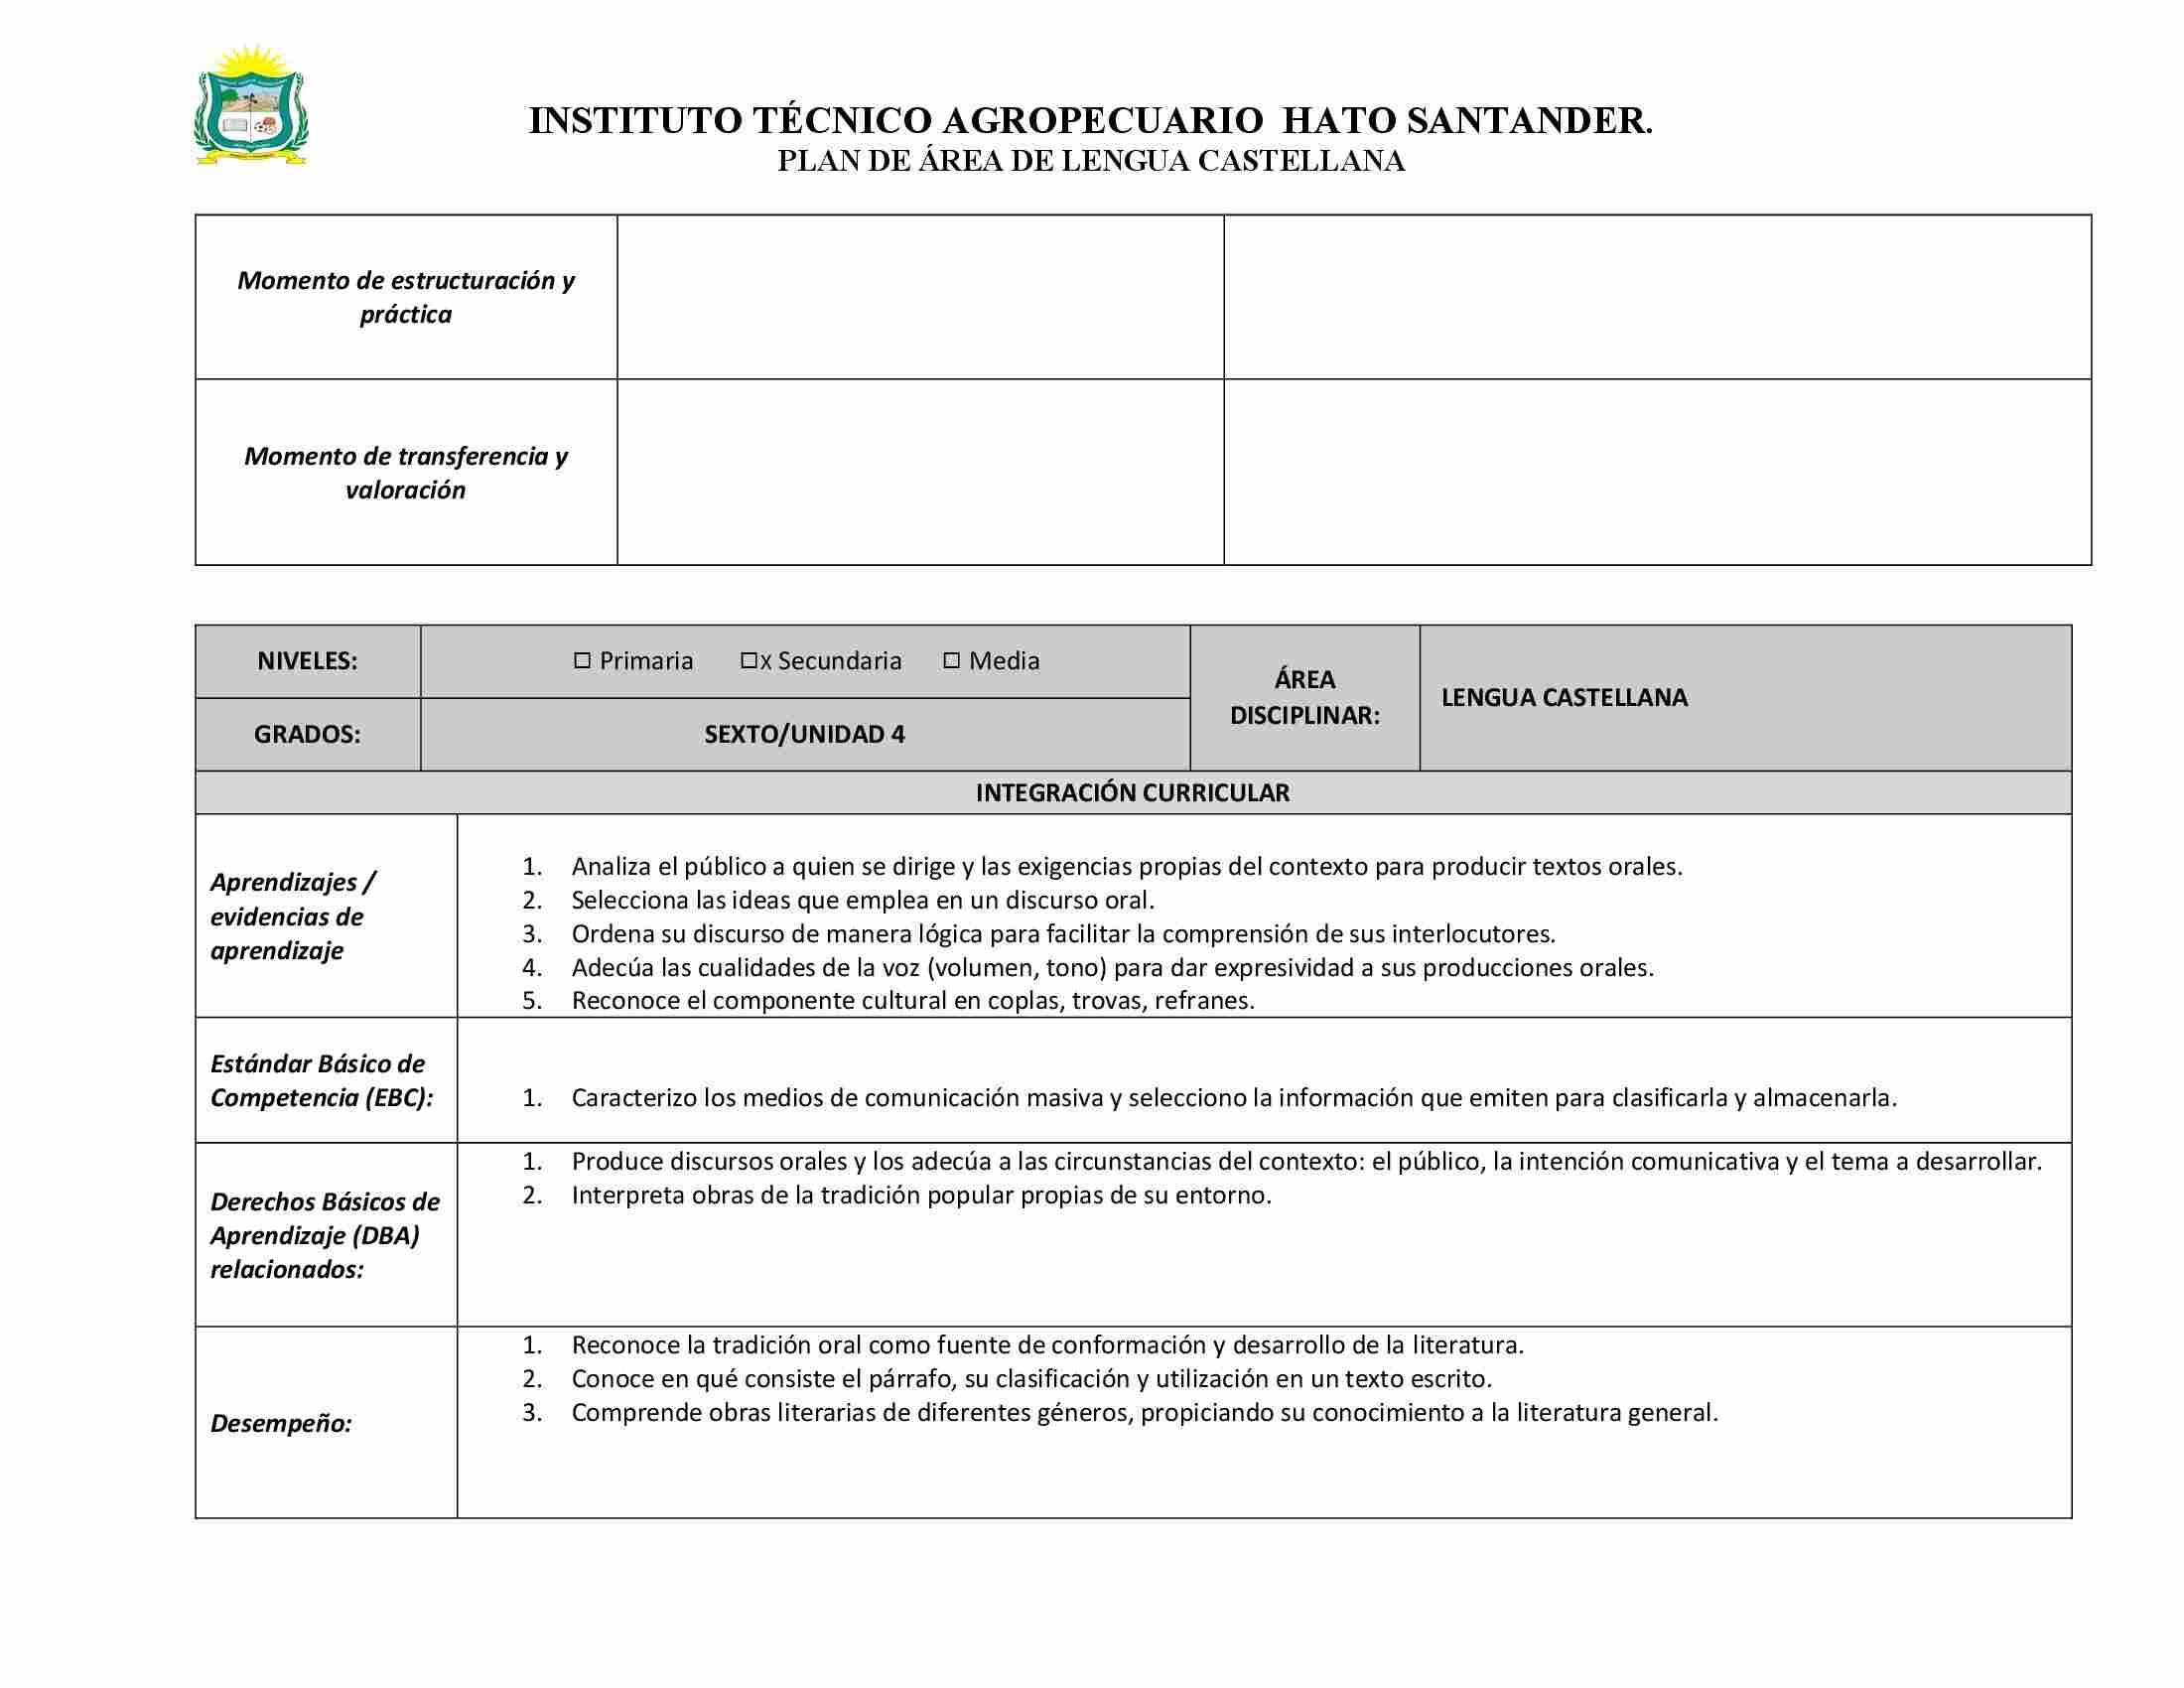 INSTITUTO TÉCNICO AGROPECUARIO HATO SANTANDER.
PLAN DE ÁREA DE LENGUA CASTELLANA
Momento de estructuración y
práctica
Momento de transferencia y
valoración
NIVELES:
☐ Primaria ☐x Secundaria ☐ Media
ÁREA
DISCIPLINAR:
LENGUA CASTELLANA
GRADOS:
SEXTO/UNIDAD 4
INTEGRACIÓN CURRICULAR
Aprendizajes /
evidencias de
aprendizaje
1. Analiza el público a quien se dirige y las exigencias propias del contexto para producir textos orales.
2. Selecciona las ideas que emplea en un discurso oral.
3. Ordena su discurso de manera lógica para facilitar la comprensión de sus interlocutores.
4. Adecúa las cualidades de la voz (volumen, tono) para dar expresividad a sus producciones orales.
5. Reconoce el componente cultural en coplas, trovas, refranes.
Estándar Básico de
Competencia (EBC):
1. Caracterizo los medios de comunicación masiva y selecciono la información que emiten para clasificarla y almacenarla.
Derechos Básicos de
Aprendizaje (DBA)
relacionados:
1. Produce discursos orales y los adecúa a las circunstancias del contexto: el público, la intención comunicativa y el tema a desarrollar.
2. Interpreta obras de la tradición popular propias de su entorno.
Desempeño:
1. Reconoce la tradición oral como fuente de conformación y desarrollo de la literatura.
2. Conoce en qué consiste el párrafo, su clasificación y utilización en un texto escrito.
3. Comprende obras literarias de diferentes géneros, propiciando su conocimiento a la literatura general.